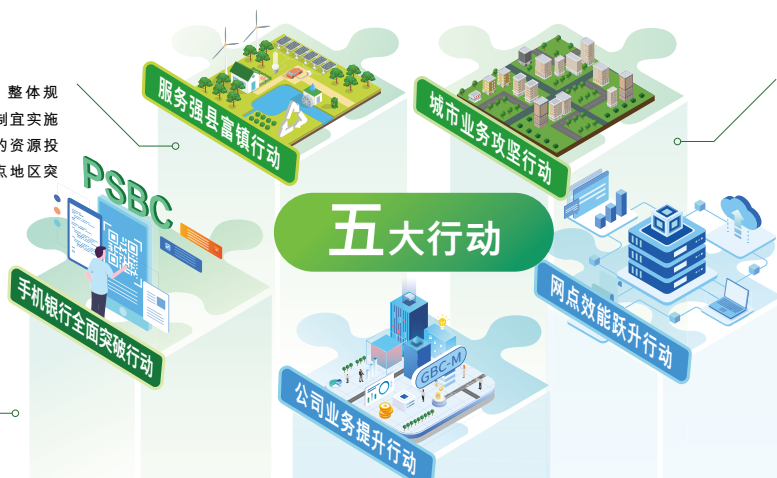 整体规
制宜实施
的资源投
点地区突
服务强县富镇行动
城市业务攻坚行动
PSBC
五大行动
手机银行全面突破行动
网点效能跃升行动
GBC-M
公司业务提升行动